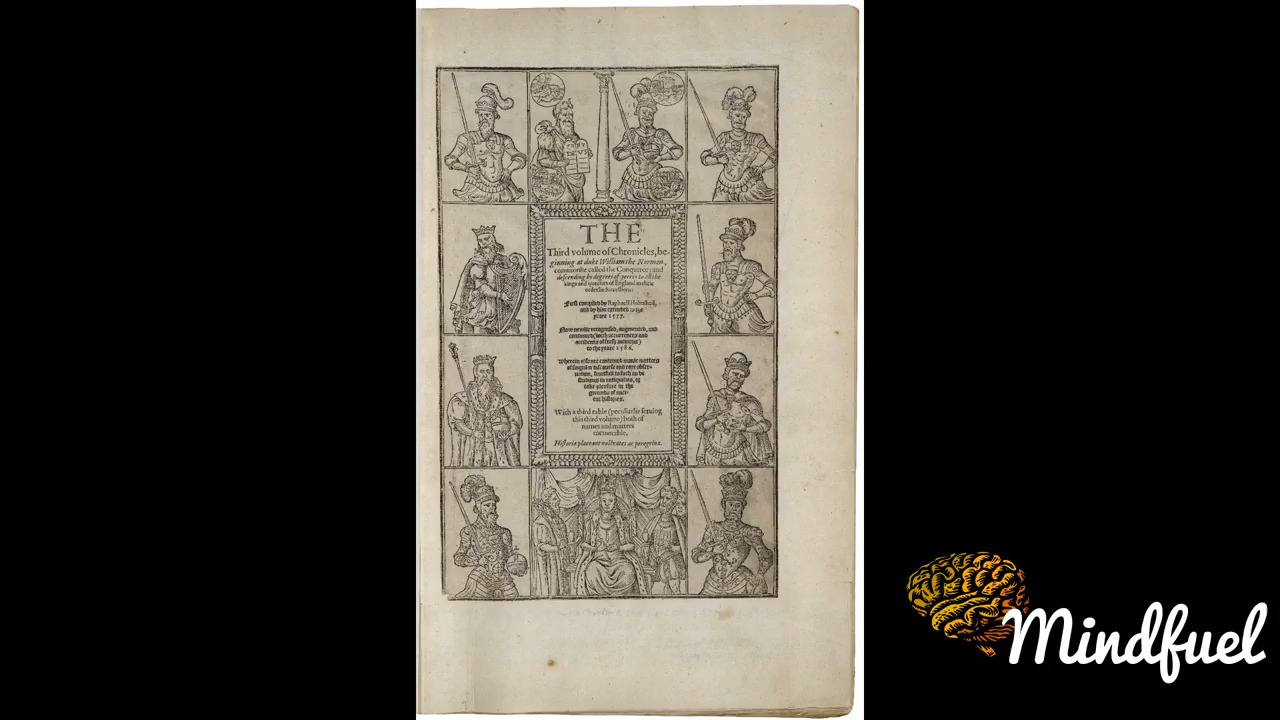 THE
Third volume of Chronicles, be-
ginning at duke William the Norman,
commonlie called the Conqueror; and
descending by degrees of yeeres to all the
kings and queenes of England in their
orderlie successions:
First compiled by Raphaell Holinshed,
and by him extended to the
yeare 1577.
Now newlie recognised, augmented, and
continued (with occurrences and
accidents of fresh memorie)
to the yeare 1586.
Wherein also are conteined manie matters
of singular discourse and rare obser-
uation, fruitfull to such as be
studious in antiquities, or
take pleasure in the
grounds of anci-
ent histories.
With a third table (peculiarlie seruing
this third volume) both of
names and matters
memorable.
Historiæ placeant nostrates ac peregrinæ.
Mindfuel